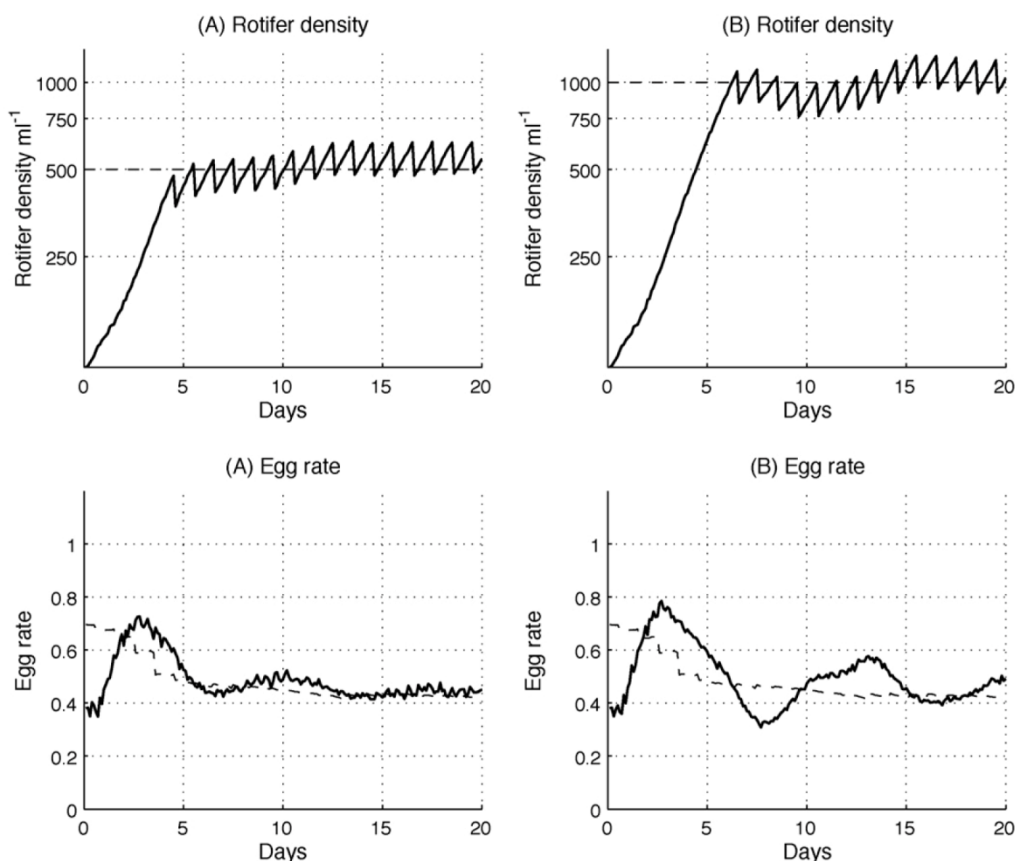 (A) Rotifer density
Rotifer density ml-1
1000
750
500
250
0 5 10 15 20
Days
(B) Rotifer density
Rotifer density ml-1
1000
750
500
250
0 5 10 15 20
Days
(A) Egg rate
Egg rate
1
0.8
0.6
0.4
0.2
0
0 5 10 15 20
Days
(B) Egg rate
Egg rate
1
0.8
0.6
0.4
0.2
0
0 5 10 15 20
Days